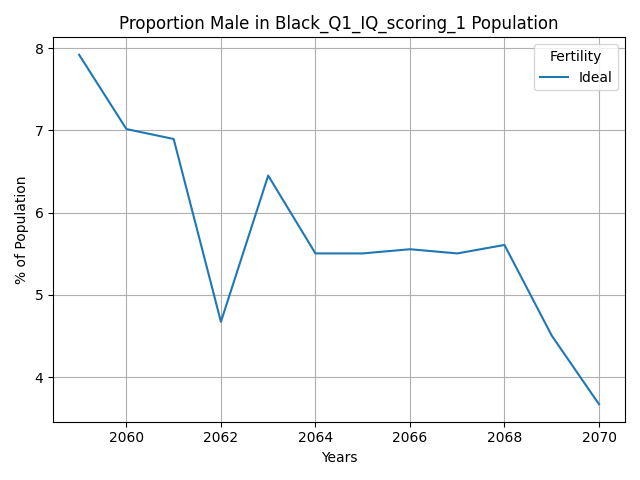 Proportion Male in Black_Q1_IQ_scoring_1 Population
Fertility
Ideal
% of Population
8
7
6
5
4
2060 2062 2064 2066 2068 2070
Years